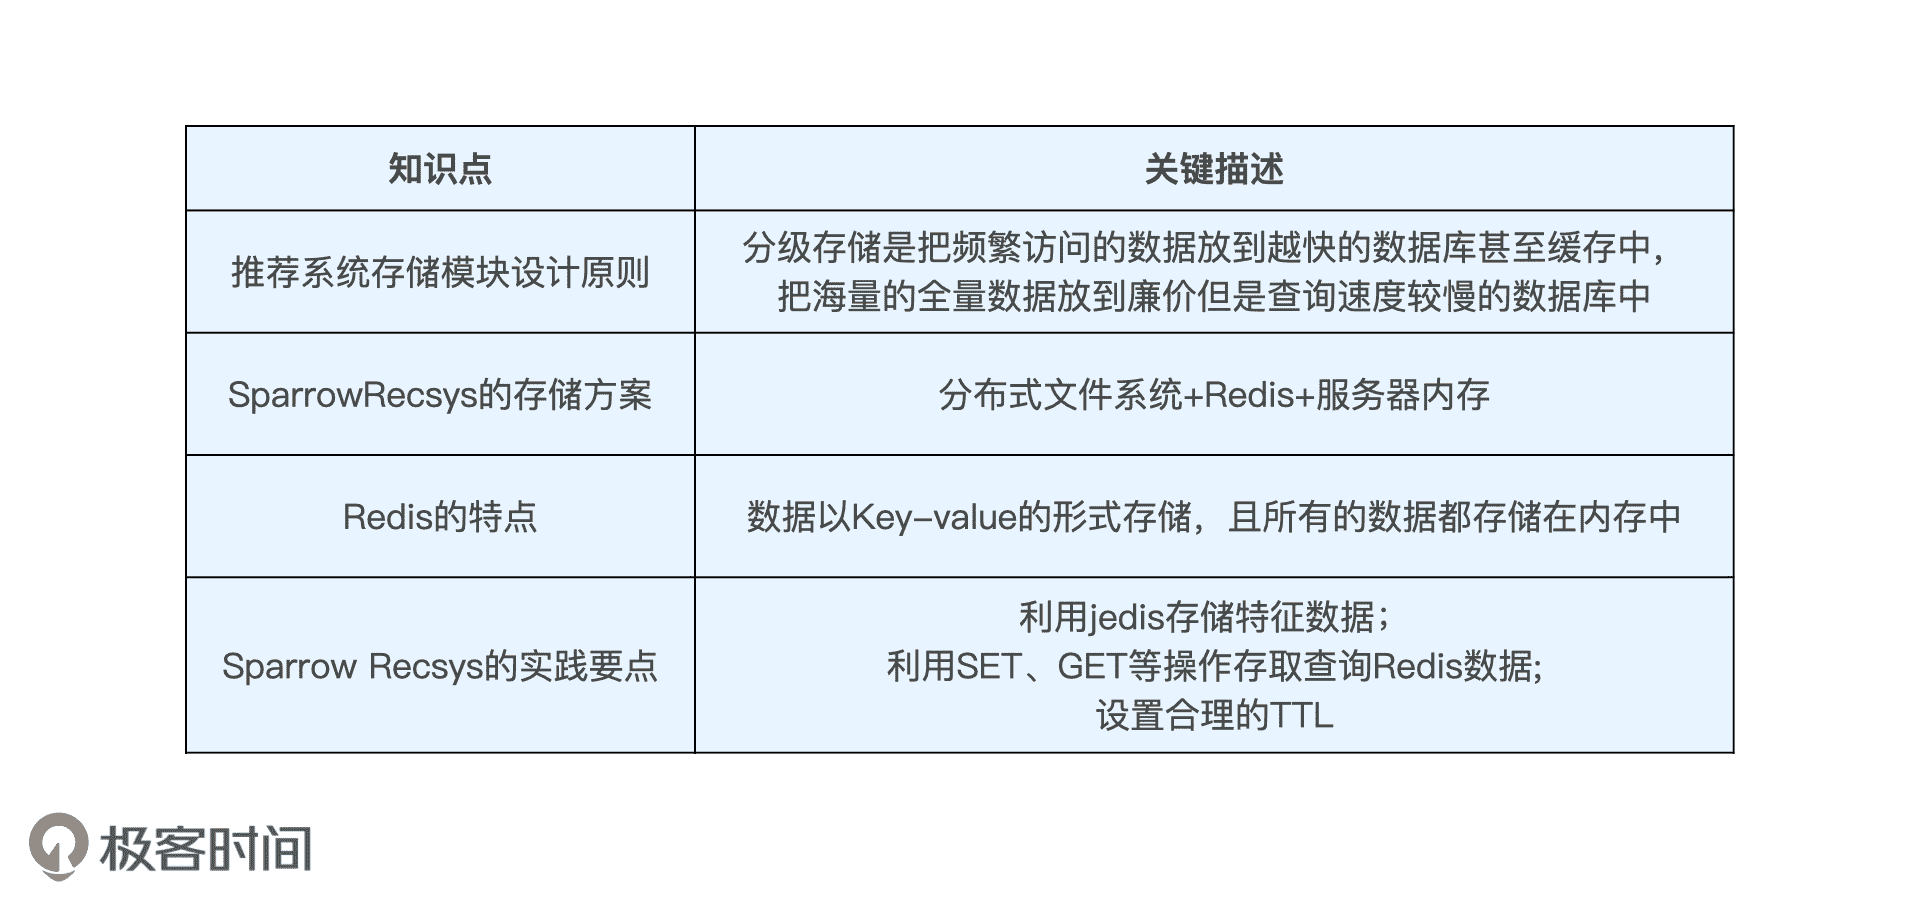 知识点
关键描述
推荐系统存储模块设计原则
分级存储是把频繁访问的数据放到越快的数据库甚至缓存中，
把海量的全量数据放到廉价但是查询速度较慢的数据库中
SparrowRecsys的存储方案
分布式文件系统+Redis+服务器内存
Redis的特点
数据以Key-value的形式存储，且所有的数据都存储在内存中
Sparrow Recsys的实践要点
利用jedis存储特征数据；
利用SET、GET等操作存取查询Redis数据;
设置合理的TTL
极客时间